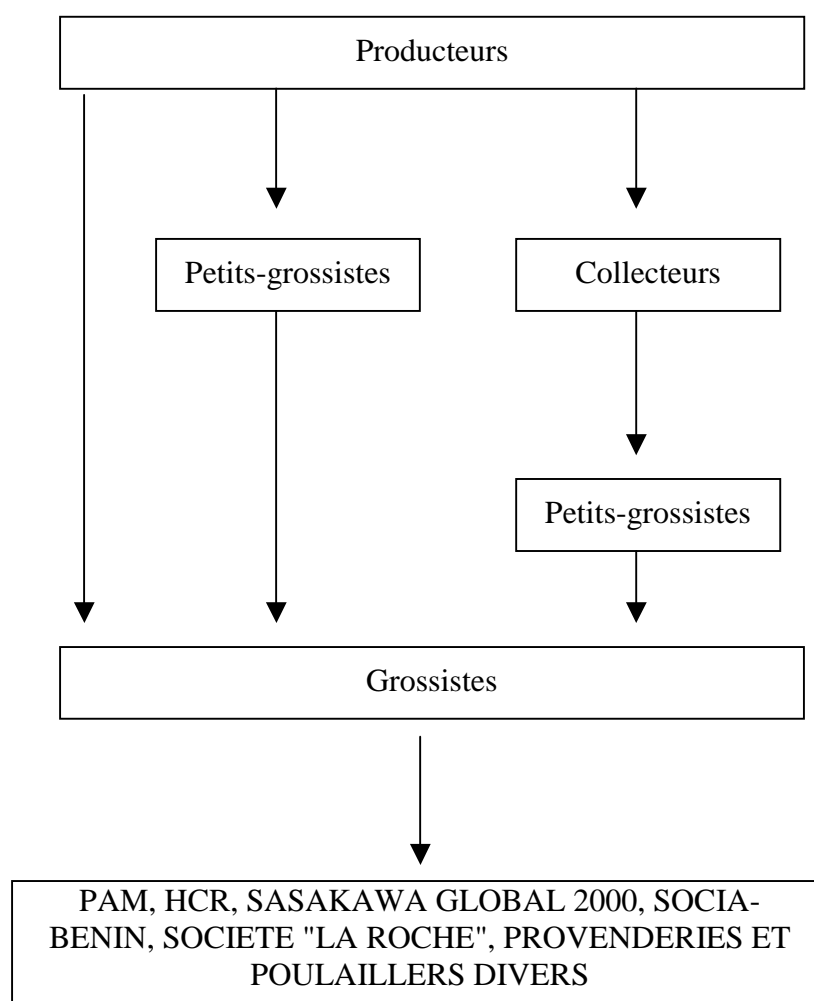 Producteurs
Petits-grossistes
Collecteurs
Petits-grossistes
Grossistes
PAM, HCR, SASAKAWA GLOBAL 2000, SOCIA-
BENIN, SOCIETE "LA ROCHE", PROVENDERIES ET
POULAILLERS DIVERS